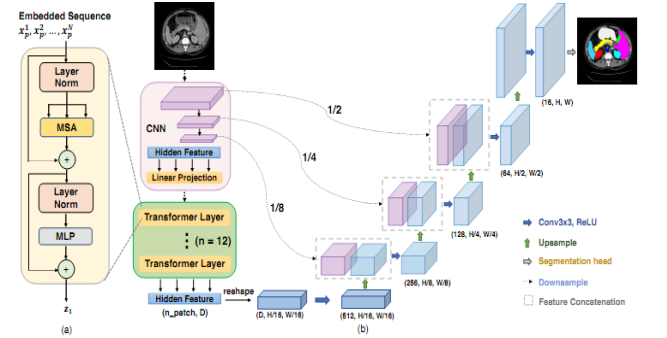 Embedded Sequence
x_p^1, x_p^2, ..., x_p^N
Layer
Norm
MSA
+
Layer
Norm
MLP
+
z_1
(a)
CNN
Hidden Feature
Linear Projection
Transformer Layer
(n = 12)
Transformer Layer
Hidden Feature
(n_patch, D)
reshape
(D, H/16, W/16)
(512, H/16, W/16)
(b)
1/2
1/4
1/8
(256, H/8, W/8)
(128, H/4, W/4)
(64, H/2, W/2)
(16, H, W)
Conv3x3, ReLU
Upsample
Segmentation head
Downsample
Feature Concatenation